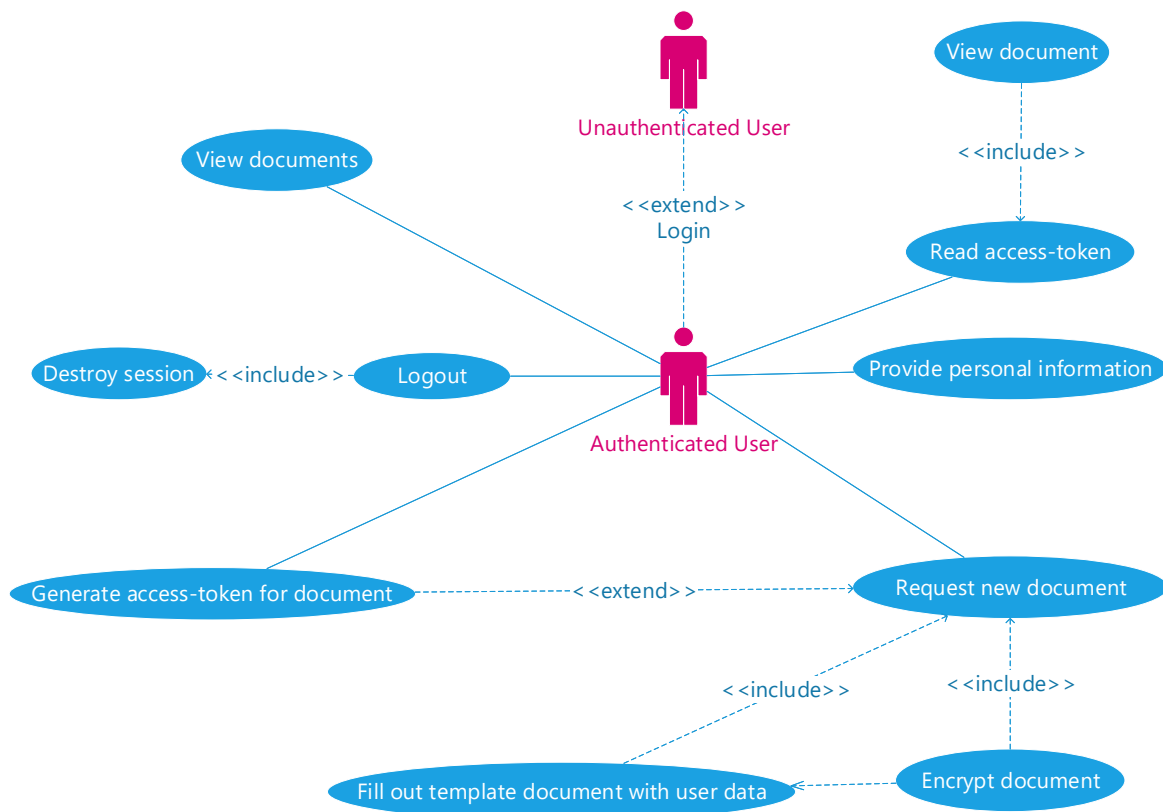 View document
Unauthenticated User
<<include>>
View documents
<<extend>>
Login
Read access-token
Destroy session
<<include>>
Logout
Provide personal information
Authenticated User
Generate access-token for document
<<extend>>
Request new document
<<include>>
<<include>>
Fill out template document with user data
Encrypt document